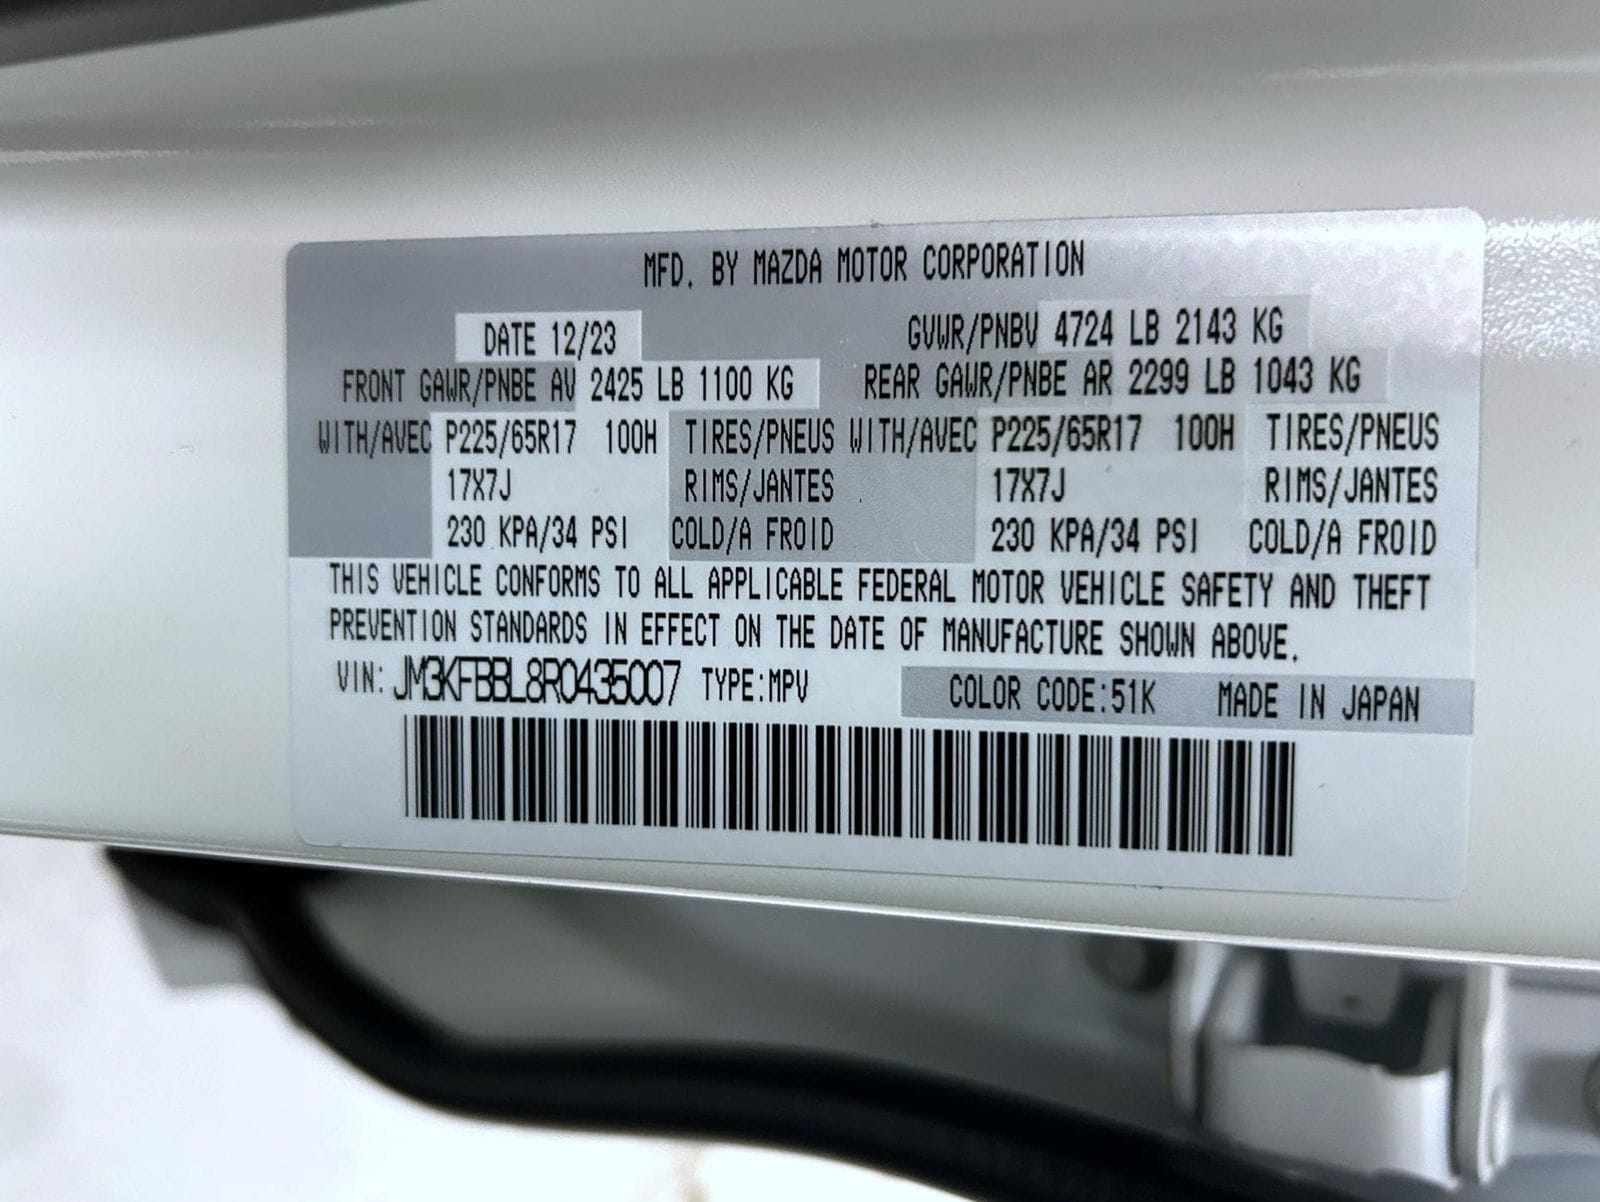 MFD. BY MAZDA MOTOR CORPORATION
DATE 12/23 GVWR/PNBV 4724 LB 2143 KG
FRONT GAWR/PNBE AV 2425 LB 1100 KG REAR GAWR/PNBE AR 2299 LB 1043 KG
WITH/AVEC P225/65R17 100H TIRES/PNEUS WITH/AVEC P225/65R17 100H TIRES/PNEUS
17X7J RIMS/JANTES 17X7J RIMS/JANTES
230 KPA/34 PSI COLD/A FROID 230 KPA/34 PSI COLD/A FROID
THIS VEHICLE CONFORMS TO ALL APPLICABLE FEDERAL MOTOR VEHICLE SAFETY AND THEFT
PREVENTION STANDARDS IN EFFECT ON THE DATE OF MANUFACTURE SHOWN ABOVE.
VIN: JM3KFBBL8R0435007 TYPE:MPV COLOR CODE:51K MADE IN JAPAN